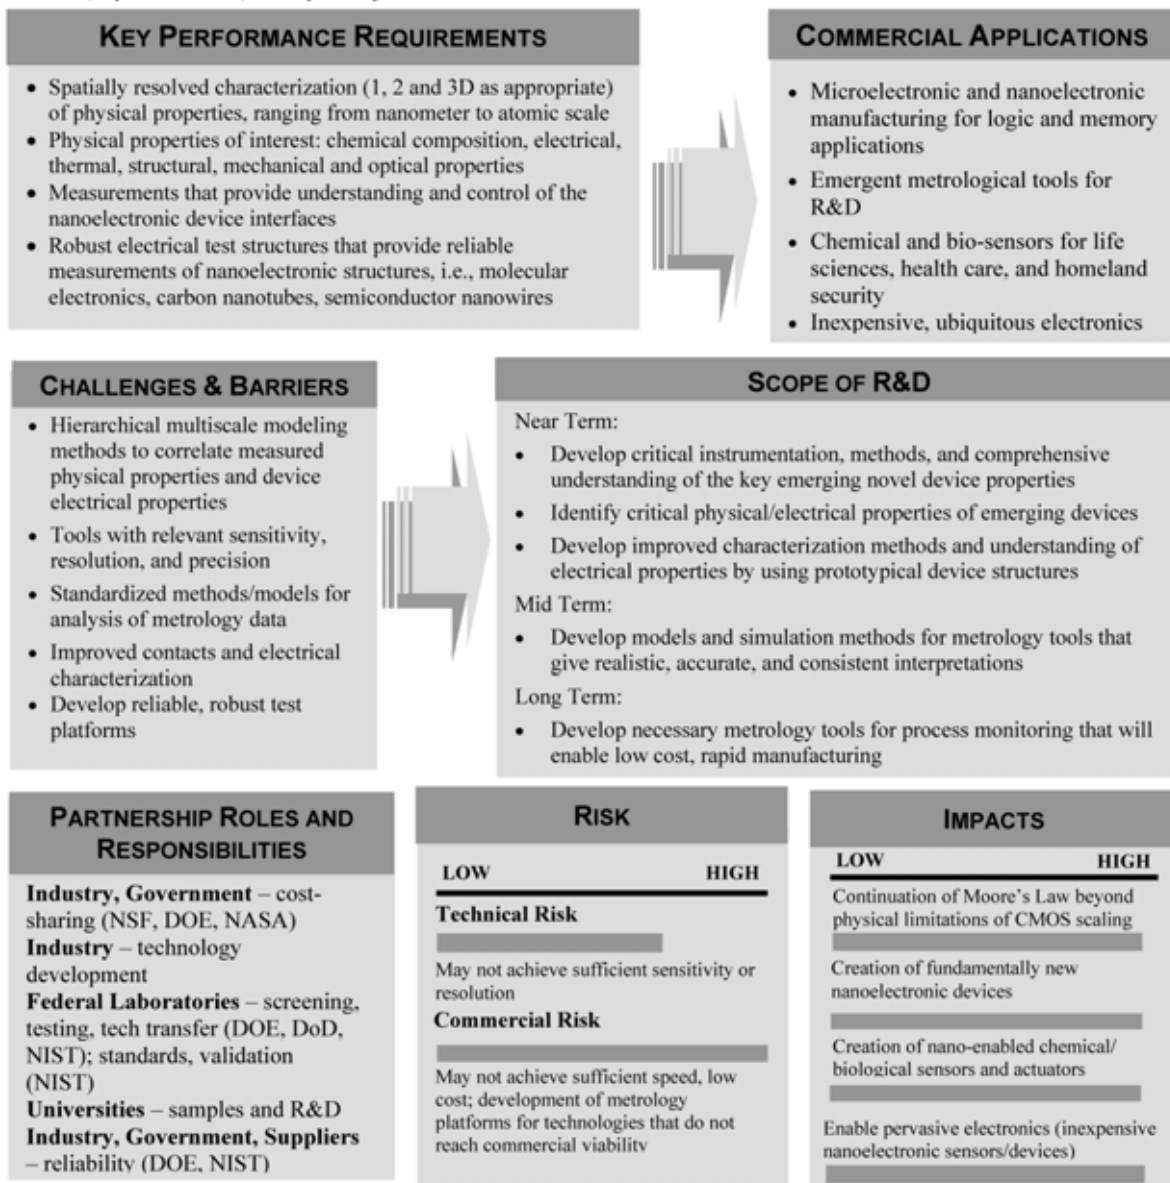 KEY PERFORMANCE REQUIREMENTS
• Spatially resolved characterization (1, 2 and 3D as appropriate)
of physical properties, ranging from nanometer to atomic scale
• Physical properties of interest: chemical composition, electrical,
thermal, structural, mechanical and optical properties
• Measurements that provide understanding and control of the
nanoelectronic device interfaces
• Robust electrical test structures that provide reliable
measurements of nanoelectronic structures, i.e., molecular
electronics, carbon nanotubes, semiconductor nanowires
COMMERCIAL APPLICATIONS
• Microelectronic and nanoelectronic
manufacturing for logic and memory
applications
• Emergent metrological tools for
R&D
• Chemical and bio-sensors for life
sciences, health care, and homeland
security
• Inexpensive, ubiquitous electronics
CHALLENGES & BARRIERS
• Hierarchical multiscale modeling
methods to correlate measured
physical properties and device
electrical properties
• Tools with relevant sensitivity,
resolution, and precision
• Standardized methods/models for
analysis of metrology data
• Improved contacts and electrical
characterization
• Develop reliable, robust test
platforms
SCOPE OF R&D
Near Term:
• Develop critical instrumentation, methods, and comprehensive
understanding of the key emerging novel device properties
• Identify critical physical/electrical properties of emerging devices
• Develop improved characterization methods and understanding of
electrical properties by using prototypical device structures
Mid Term:
• Develop models and simulation methods for metrology tools that
give realistic, accurate, and consistent interpretations
Long Term:
• Develop necessary metrology tools for process monitoring that will
enable low cost, rapid manufacturing
PARTNERSHIP ROLES AND
RESPONSIBILITIES
Industry, Government – cost-
sharing (NSF, DOE, NASA)
Industry – technology
development
Federal Laboratories – screening,
testing, tech transfer (DOE, DoD,
NIST); standards, validation
(NIST)
Universities – samples and R&D
Industry, Government, Suppliers
– reliability (DOE, NIST)
RISK
LOW HIGH
Technical Risk
May not achieve sufficient sensitivity or
resolution
Commercial Risk
May not achieve sufficient speed, low
cost; development of metrology
platforms for technologies that do not
reach commercial viability
IMPACTS
LOW HIGH
Continuation of Moore's Law beyond
physical limitations of CMOS scaling
Creation of fundamentally new
nanoelectronic devices
Creation of nano-enabled chemical/
biological sensors and actuators
Enable pervasive electronics (inexpensive
nanoelectronic sensors/devices)